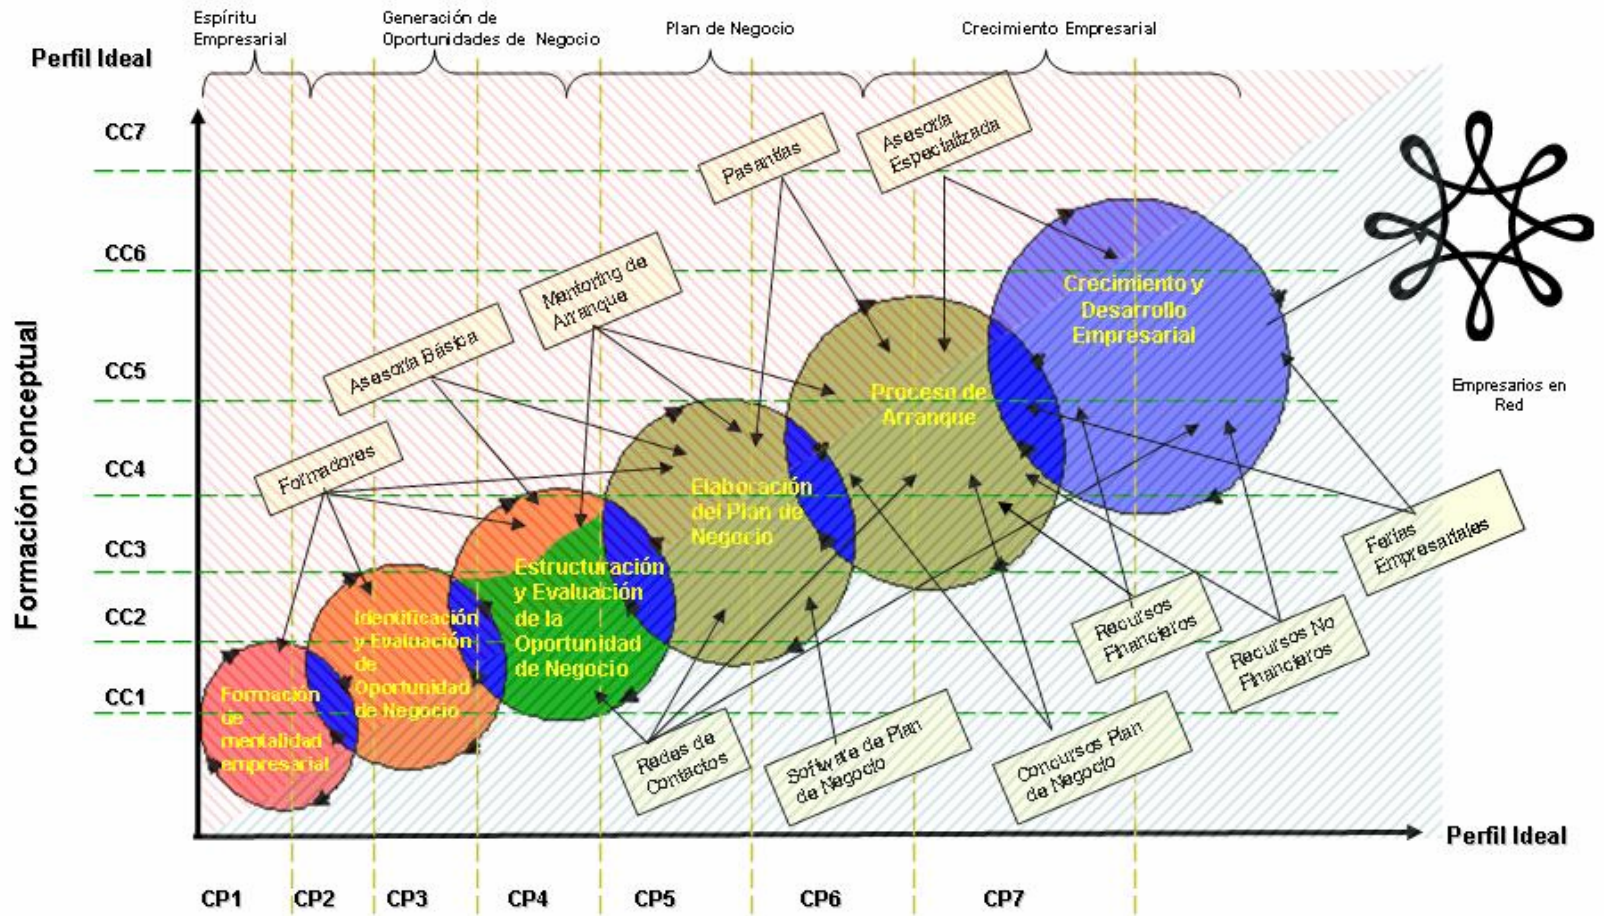 Espíritu
Empresarial
Generación de
Oportunidades de Negocio
Plan de Negocio
Crecimiento Empresarial
Perfil Ideal
CC7
CC6
CC5
CC4
CC3
CC2
CC1
Formación Conceptual
Pasantías
Asesoría
Especializada
Mentoring de
Arranque
Asesoría Básica
Formadores
Crecimiento y
Desarrollo
Empresarial
Proceso de
Arranque
Elaboración
del Plan de
Negocio
Estructuración
y Evaluación
de la
Oportunidad
de Negocio
Identificación
y Evaluación
de
Oportunidad
de Negocio
Formación
de
mentalidad
empresarial
Empresarios en
Red
Ferias
Empresariales
Recursos
Financieros
Recursos No
Financieros
Redes de
Contactos
Software de Plan
de Negocio
Concursos Plan
de Negocio
Perfil Ideal
CP1
CP2
CP3
CP4
CP5
CP6
CP7